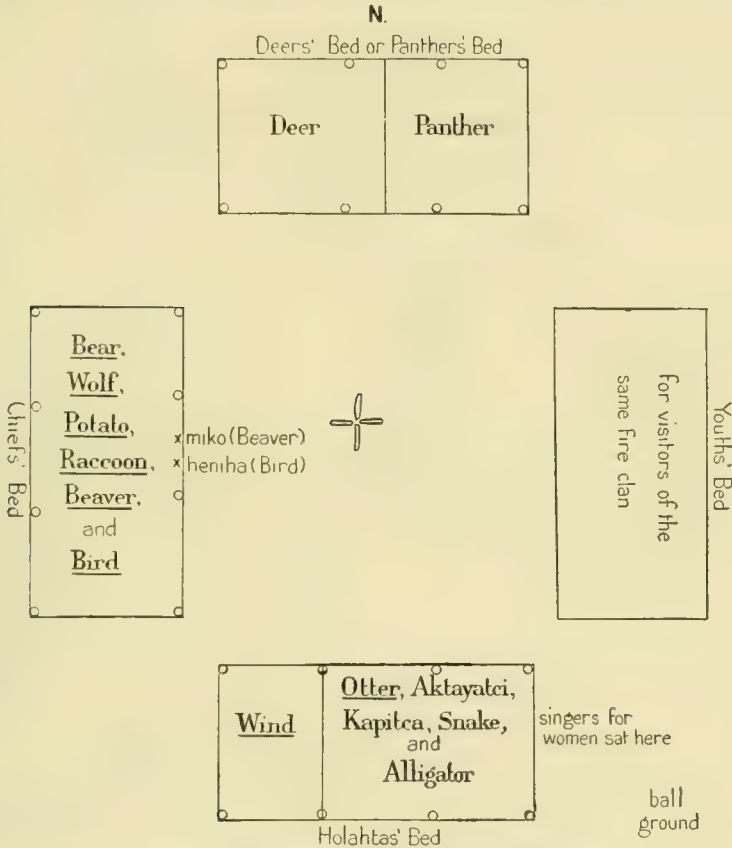 N.
Deers' Bed or Panthers' Bed
Deer
Panther
Chiefs' Bed
Bear,
Wolf,
Potato,
Raccoon,
Beaver,
and
Bird
x miko (Beaver)
x heniha (Bird)
for visitors of the
same fire clan
Youths' Bed
Wind
Otter, Aktayatci,
Kapitca, Snake,
and
Alligator
singers for
women sat here
Holahtas' Bed
ball
ground